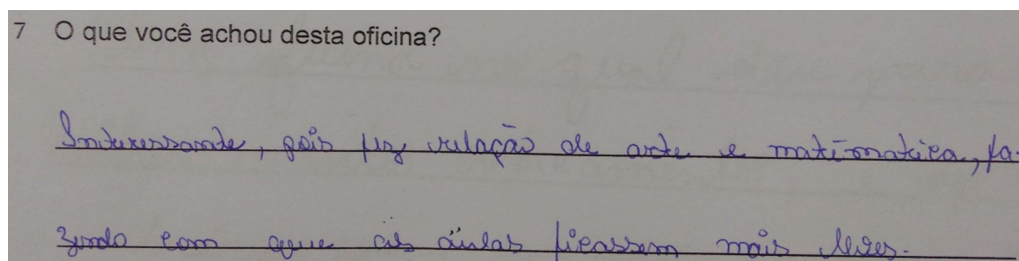 7 O que você achou desta oficina?
Interessante, pois fez relação de arte e matématica, fa-
zendo com que as aulas ficassem mais leves.